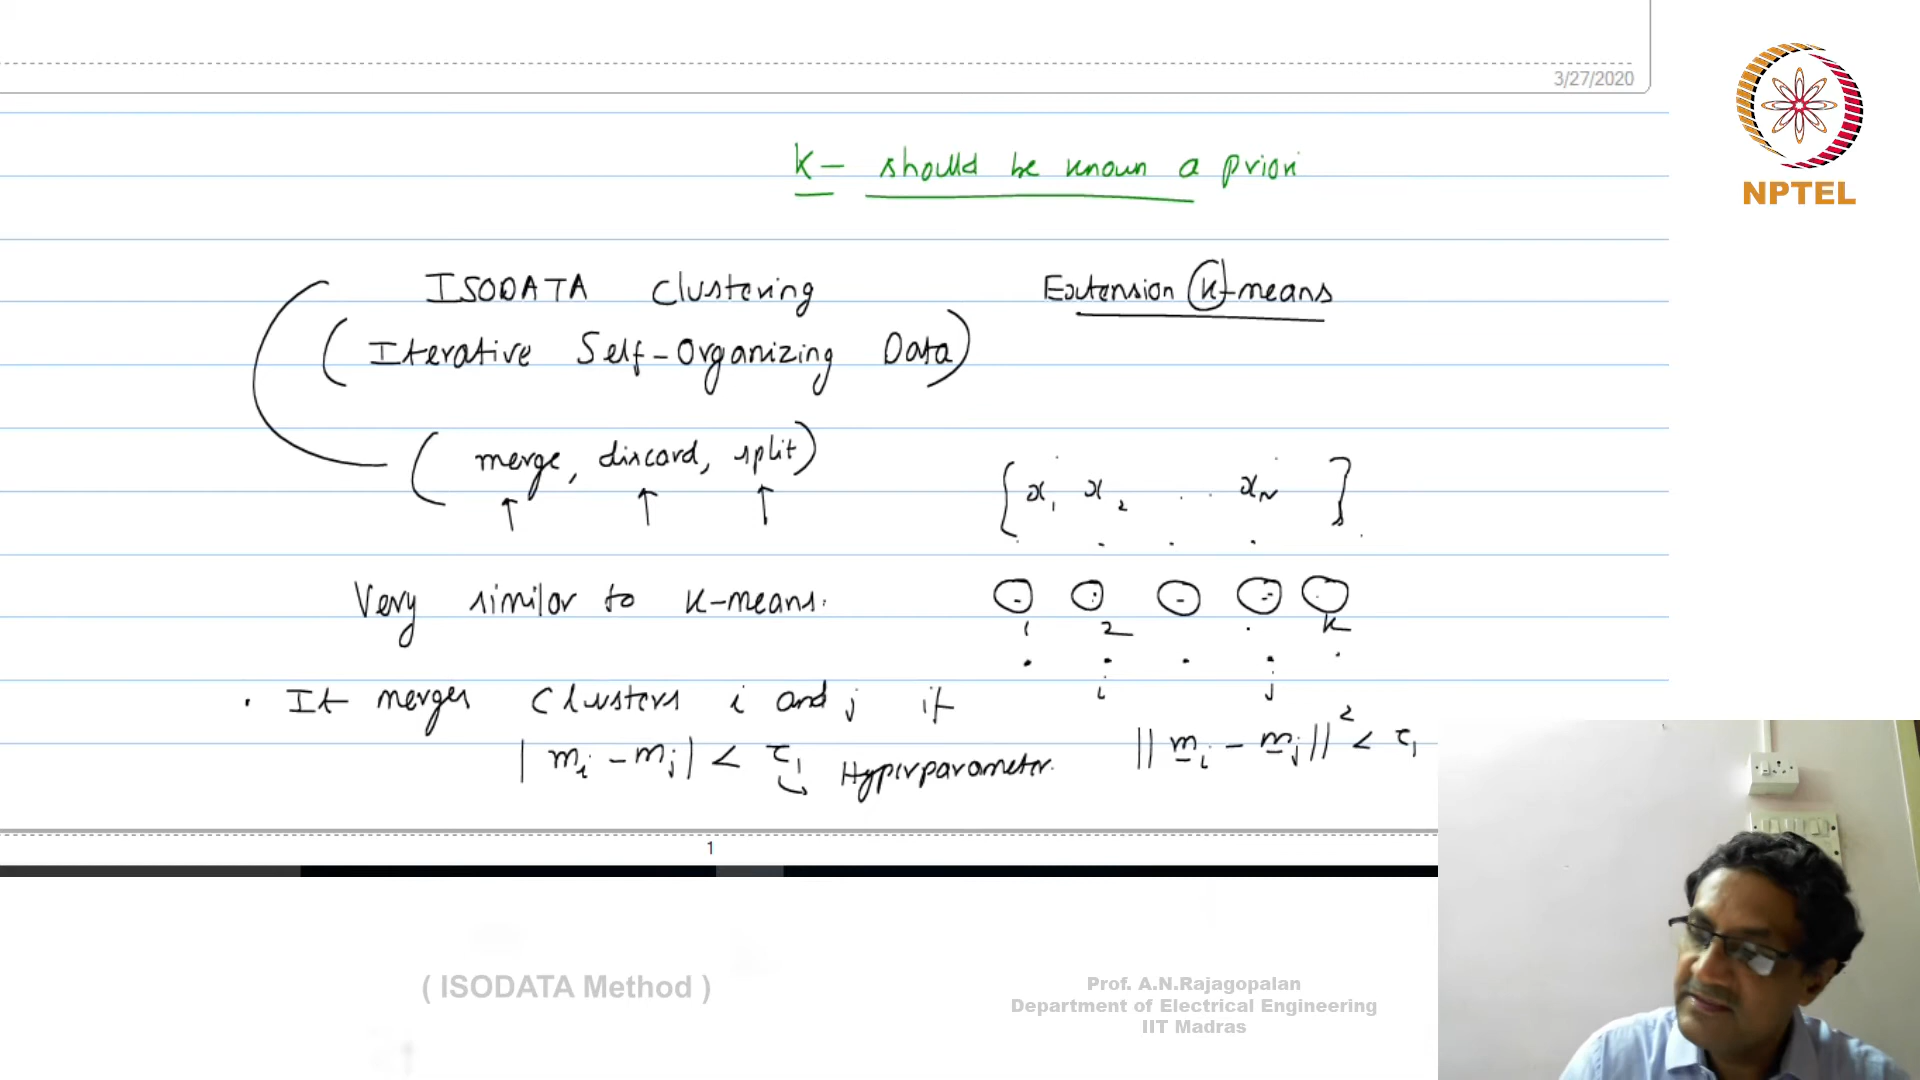 3/27/2020
NPTEL
K - should be known a priori
ISODATA Clustering Extension K-means
(Iterative Self-Organizing Data)
(merge, discard, split)
{ x1 x2 . . xN }
Very similar to K-means.
1 2 . k
i j
. It merges Clusters i and j if
| mi - mj | < τ1 Hyperparameter. || mi - mj ||² < τ1
1
( ISODATA Method )
Prof. A.N.Rajagopalan
Department of Electrical Engineering
IIT Madras